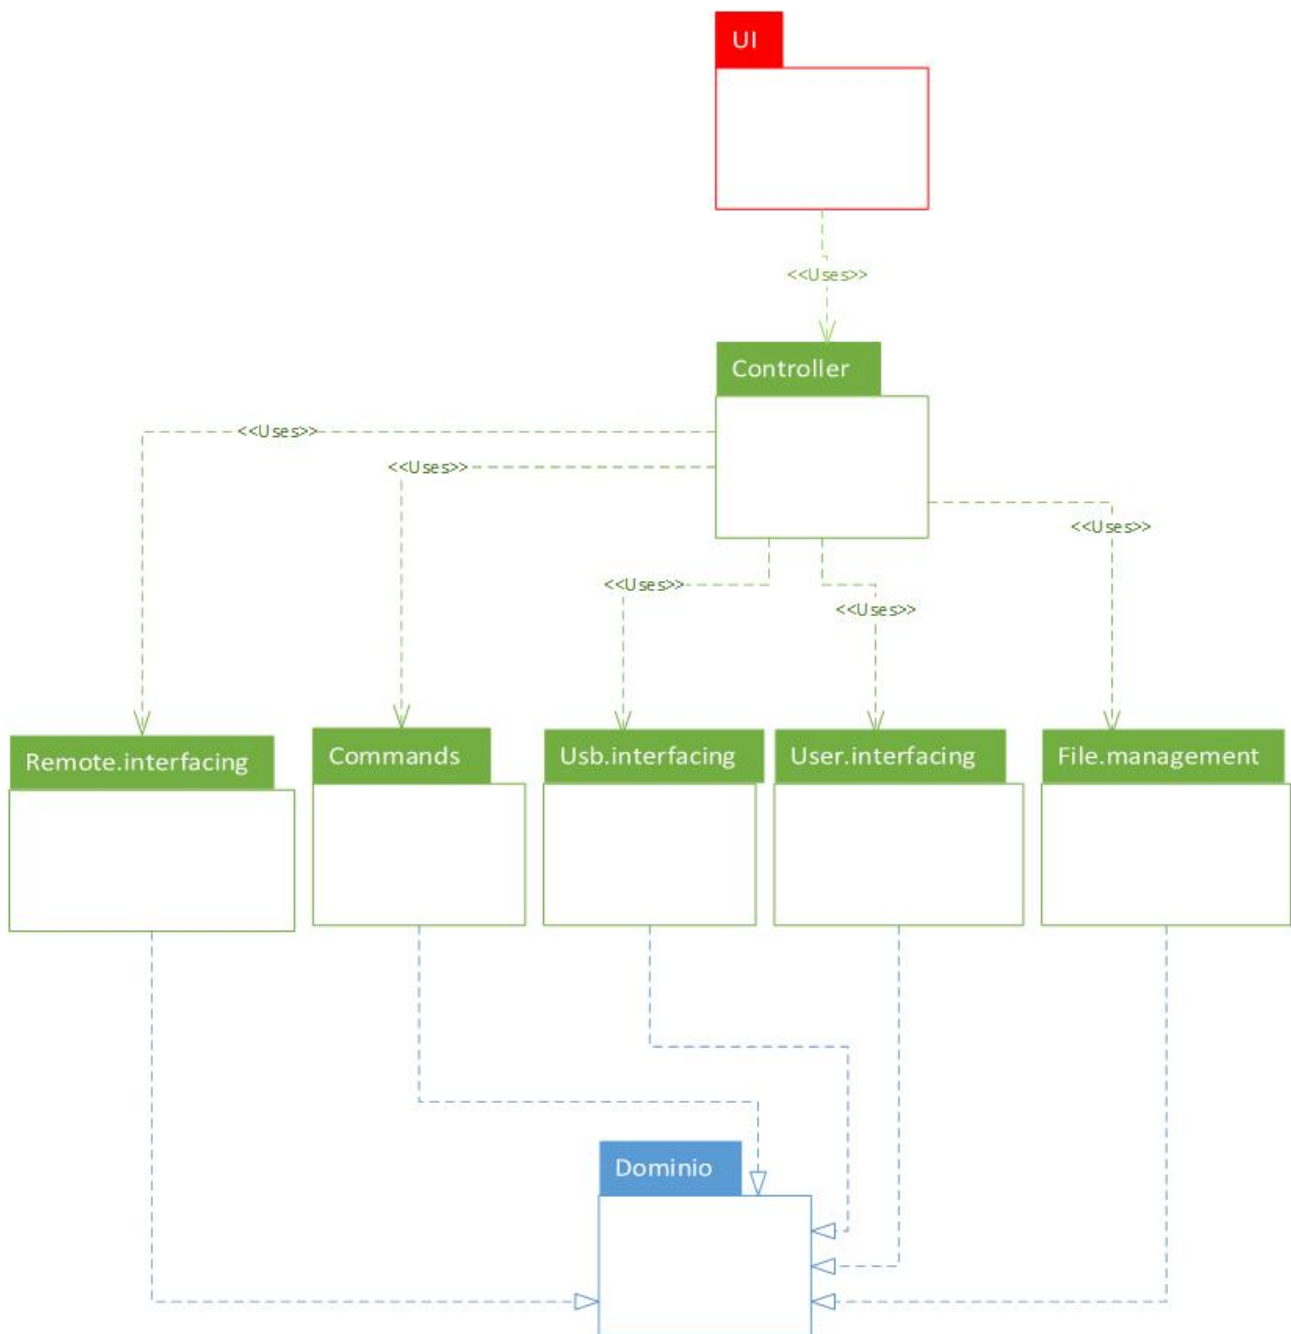 UI
<<Uses>>
Controller
<<Uses>>
<<Uses>>
<<Uses>>
<<Uses>>
<<Uses>>
Remote.interfacing
Commands
Usb.interfacing
User.interfacing
File.management
Dominio